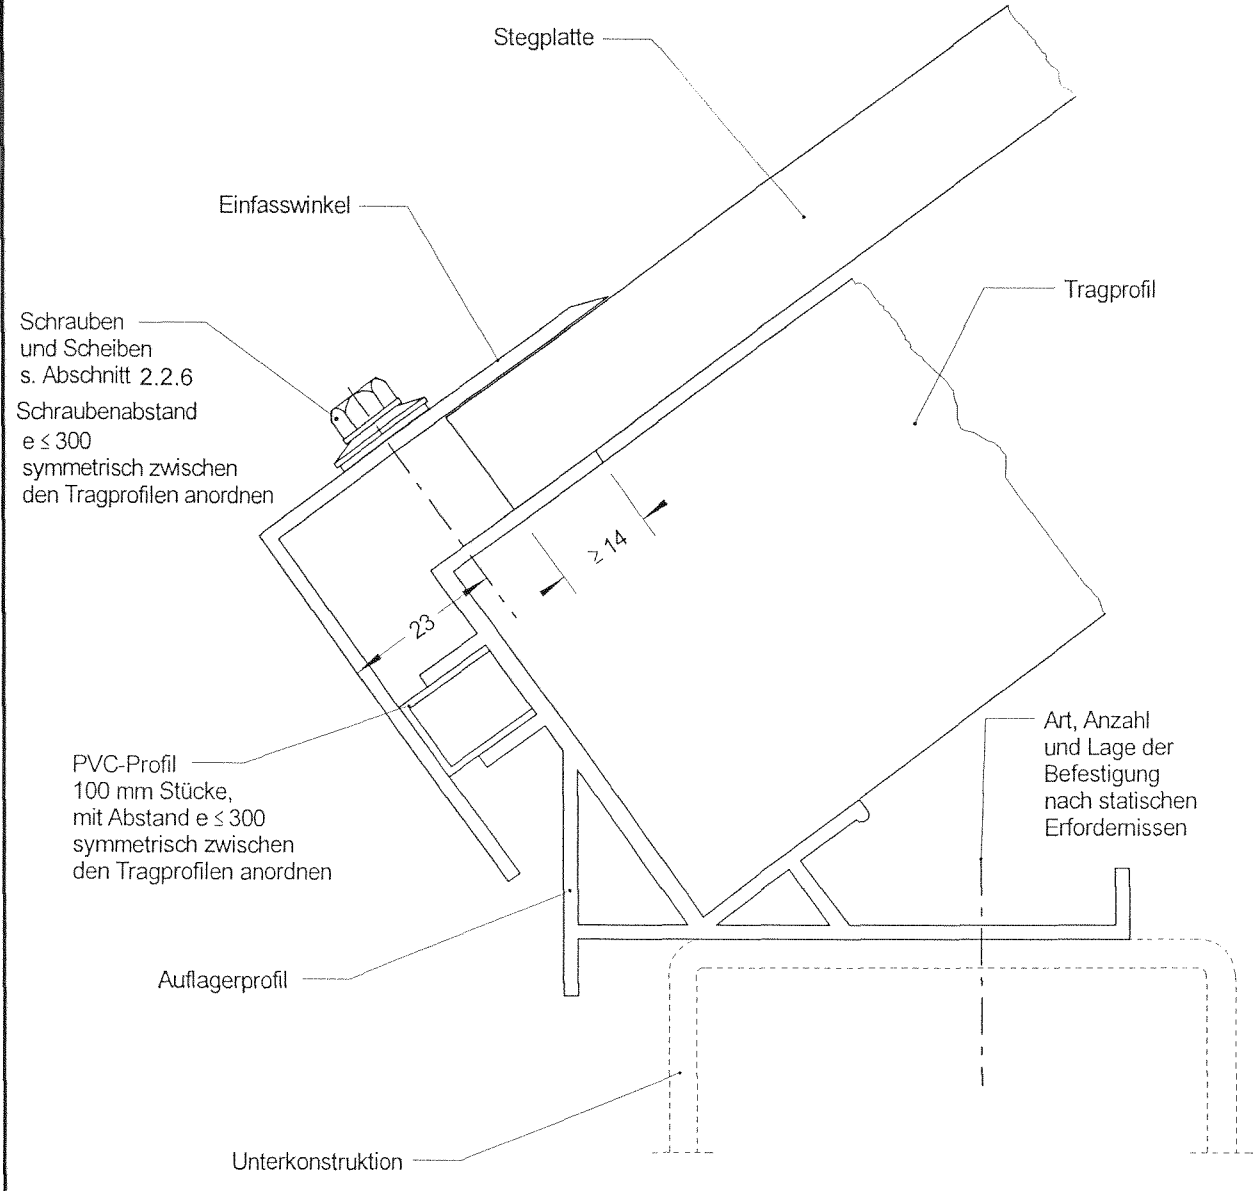 Stegplatte
Einfasswinkel
Tragprofil
Schrauben
und Scheiben
s. Abschnitt 2.2.6
Schraubenabstand
e ≤ 300
symmetrisch zwischen
den Tragprofilen anordnen
≥ 14
23
PVC-Profil
100 mm Stücke,
mit Abstand e ≤ 300
symmetrisch zwischen
den Tragprofilen anordnen
Art, Anzahl
und Lage der
Befestigung
nach statischen
Erfordernissen
Auflagerprofil
Unterkonstruktion